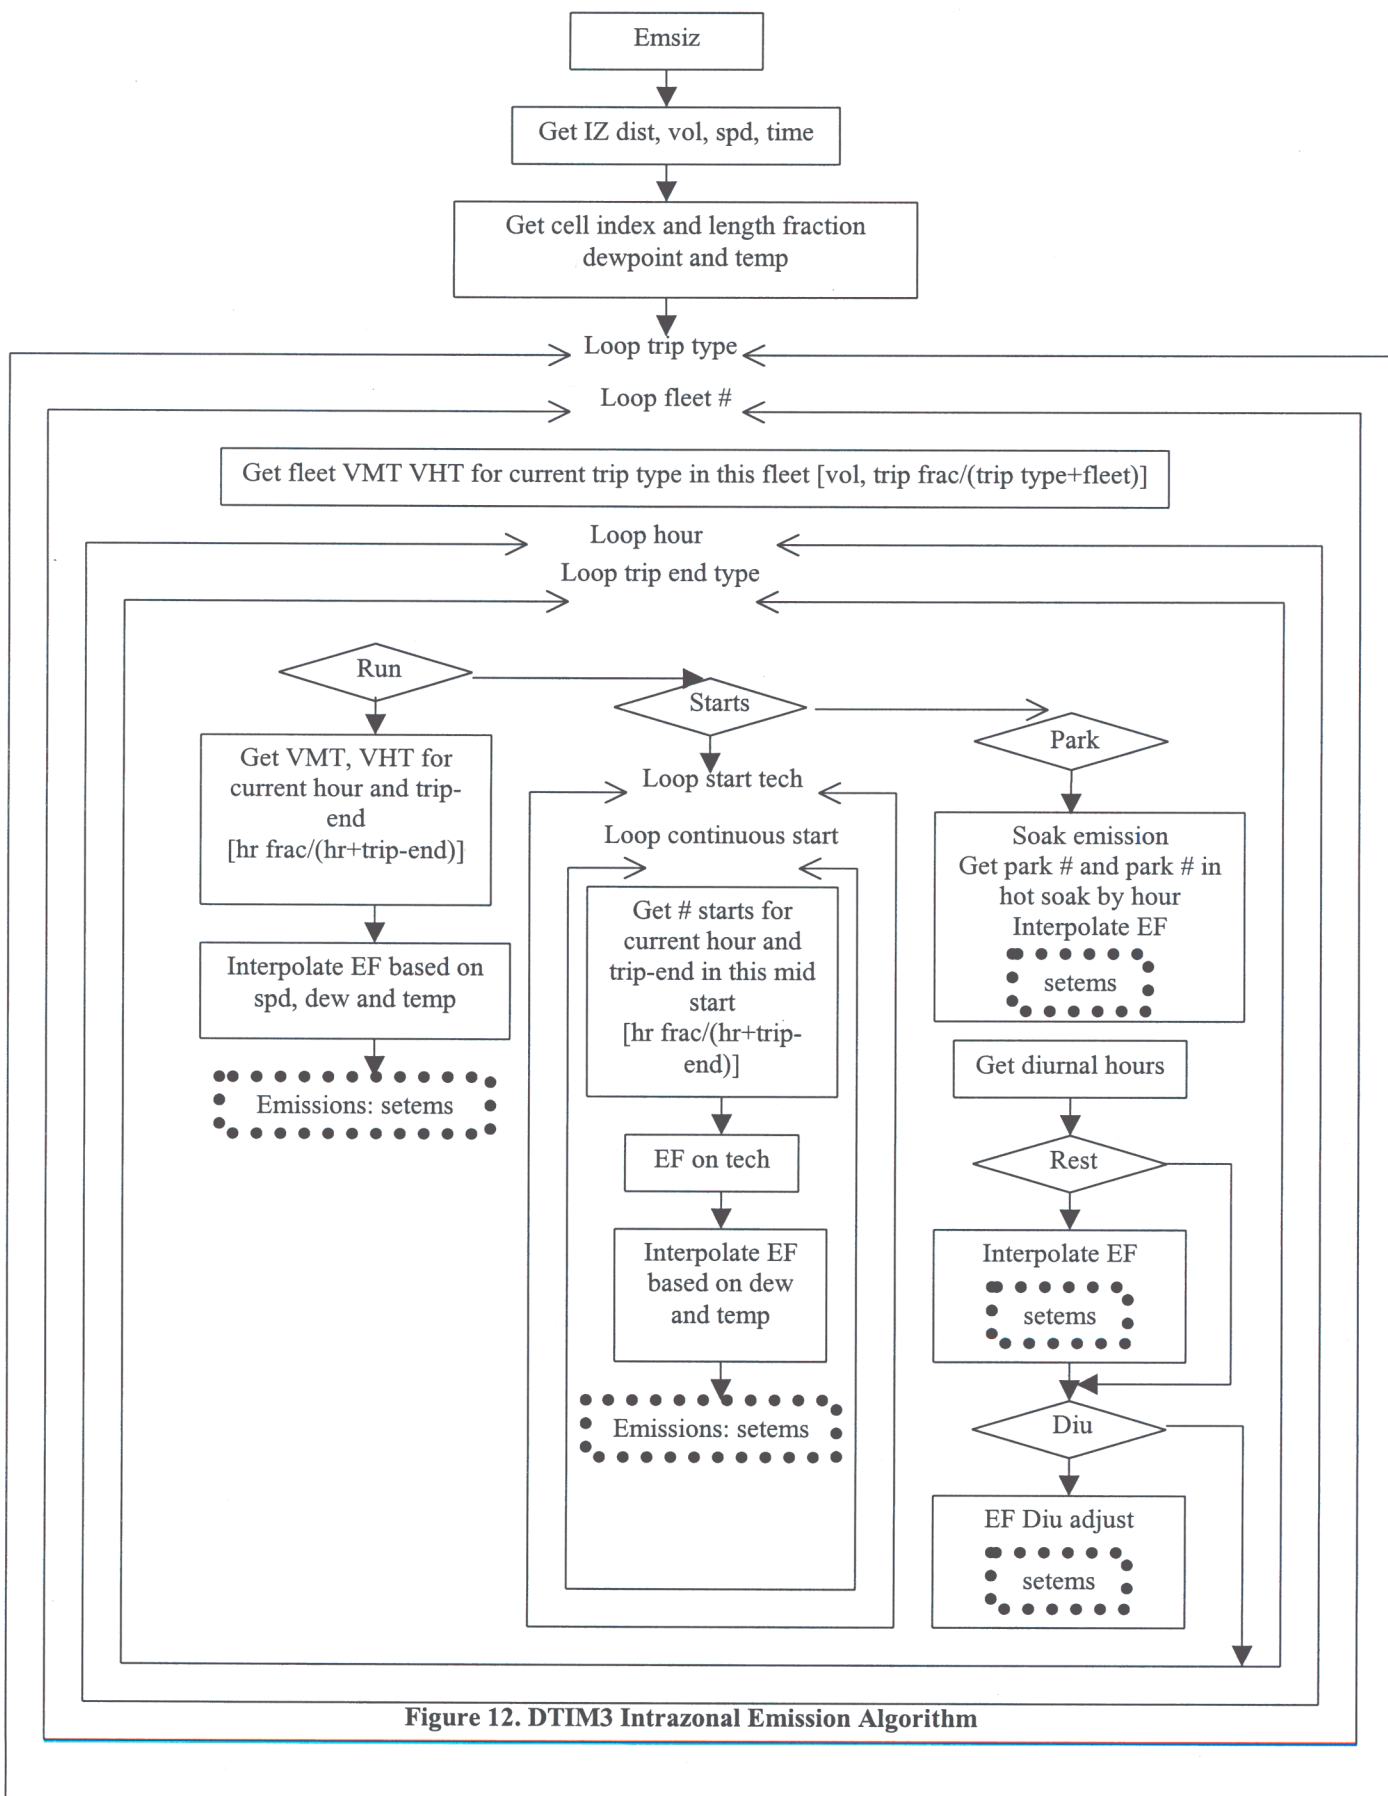 Emsiz
Get IZ dist, vol, spd, time
Get cell index and length fraction
dewpoint and temp
Loop trip type
Loop fleet #
Get fleet VMT VHT for current trip type in this fleet [vol, trip frac/(trip type+fleet)]
Loop hour
Loop trip end type
Run
Get VMT, VHT for
current hour and trip-
end
[hr frac/(hr+trip-end)]
Interpolate EF based on
spd, dew and temp
Emissions: setems
Starts
Loop start tech
Loop continuous start
Get # starts for
current hour and
trip-end in this mid
start
[hr frac/(hr+trip-
end)]
EF on tech
Interpolate EF
based on dew
and temp
Emissions: setems
Park
Soak emission
Get park # and park # in
hot soak by hour
Interpolate EF
setems
Get diurnal hours
Rest
Interpolate EF
setems
Diu
EF Diu adjust
setems
Figure 12. DTIM3 Intrazonal Emission Algorithm